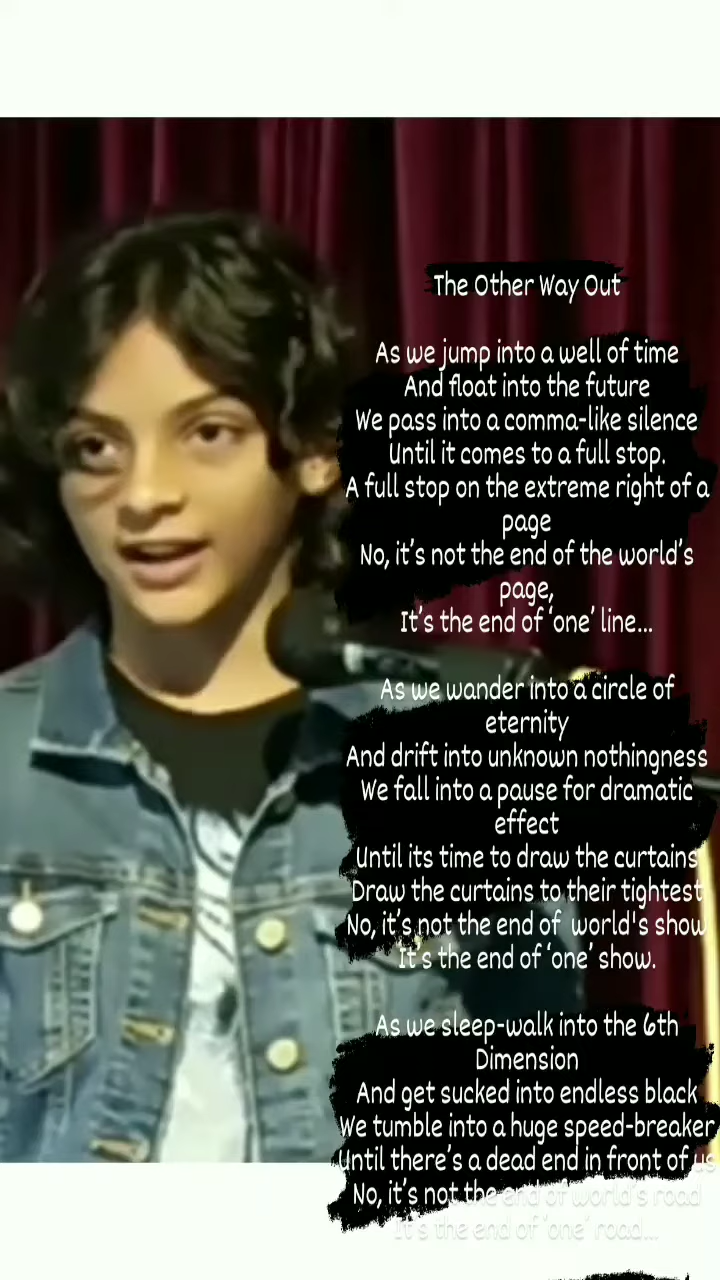 The Other Way Out
As we jump into a well of time
And float into the future
We pass into a comma-like silence
Until it comes to a full stop.
A full stop on the extreme right of a
page
No, it's not the end of the world's
page,
It's the end of 'one' line...
As we wander into a circle of
eternity
And drift into unknown nothingness
We fall into a pause for dramatic
effect
Until its time to draw the curtains
Draw the curtains to their tightest
No, it's not the end of world's show
It's the end of 'one' show.
As we sleep-walk into the 6th
Dimension
And get sucked into endless black
We tumble into a huge speed-breaker
Until there's a dead end in front of us
No, it's not the end of world's road
It's the end of 'one' road...